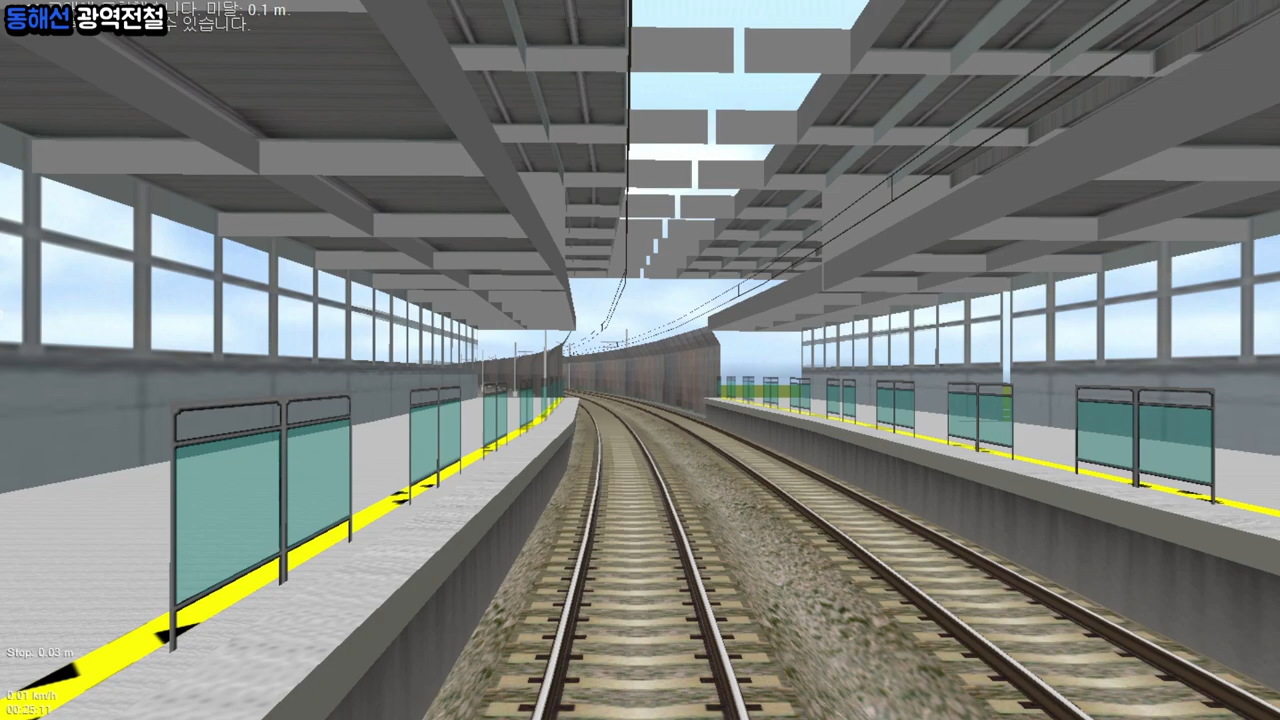 동해선 광역전철
니다. 미달: 0.1 m.
수 있습니다.
Stop. 0.03 m
0.01 km/h
00:25:11